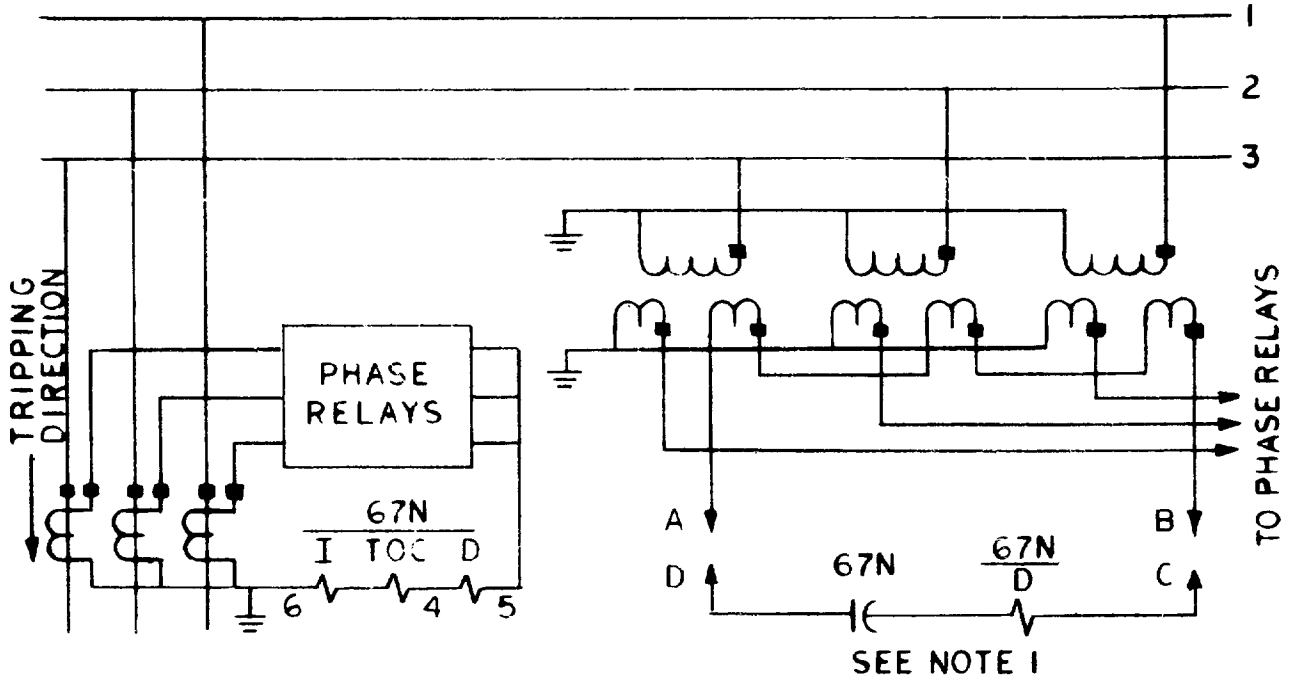 1
2
3
TRIPPING
DIRECTION
PHASE
RELAYS
TO PHASE RELAYS
67N
I TOC D
6 4 5
A
B
D
C
67N
67N
D
SEE NOTE 1